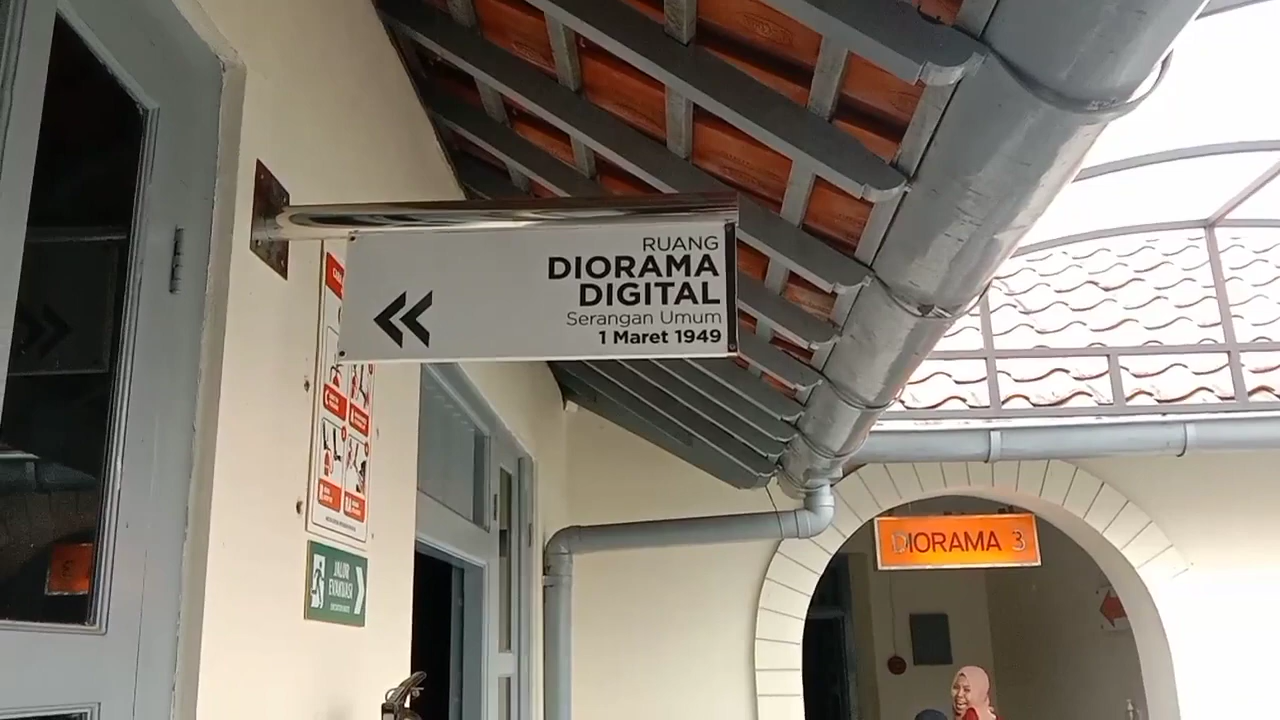 RUANG
DIORAMA
DIGITAL
Serangan Umum
1 Maret 1949
JALUR
EVAKUASI
DIORAMA 3